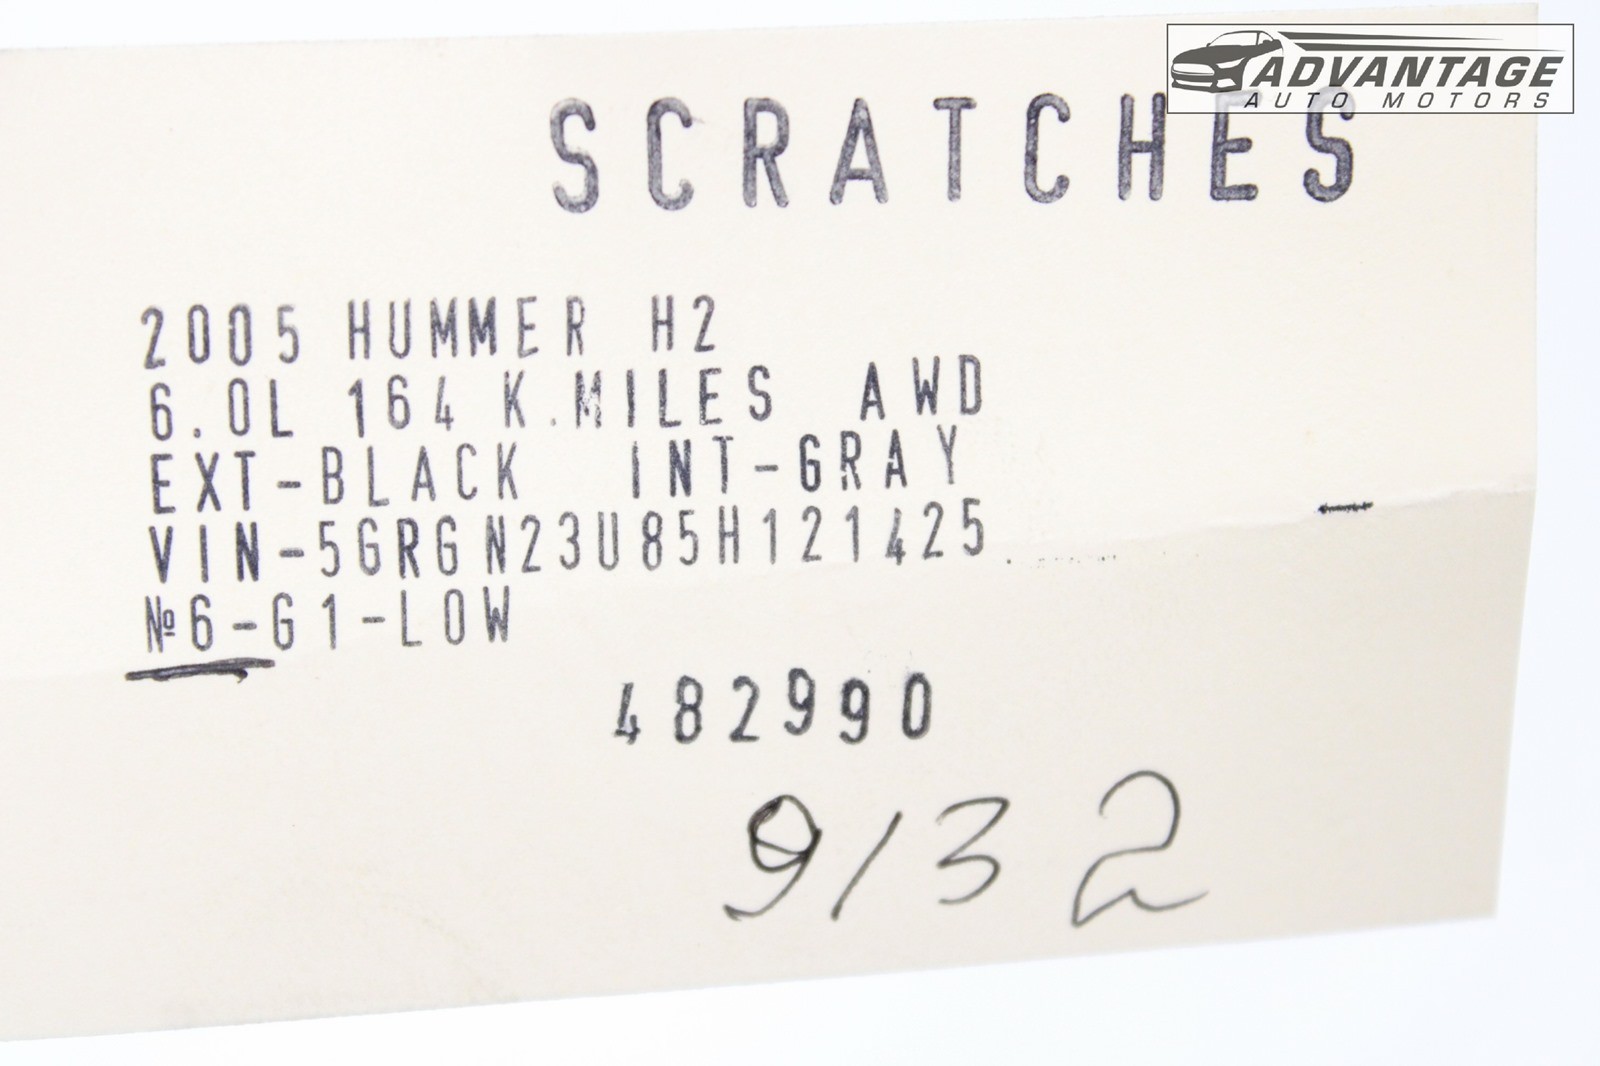 ADVANTAGE
AUTO MOTORS
SCRATCHES
2005 HUMMER H2
6.0L 164 K.MILES AWD
EXT-BLACK INT-GRAY
VIN-5GRGN23U85H121425
№6-G1-LOW
482990
9132